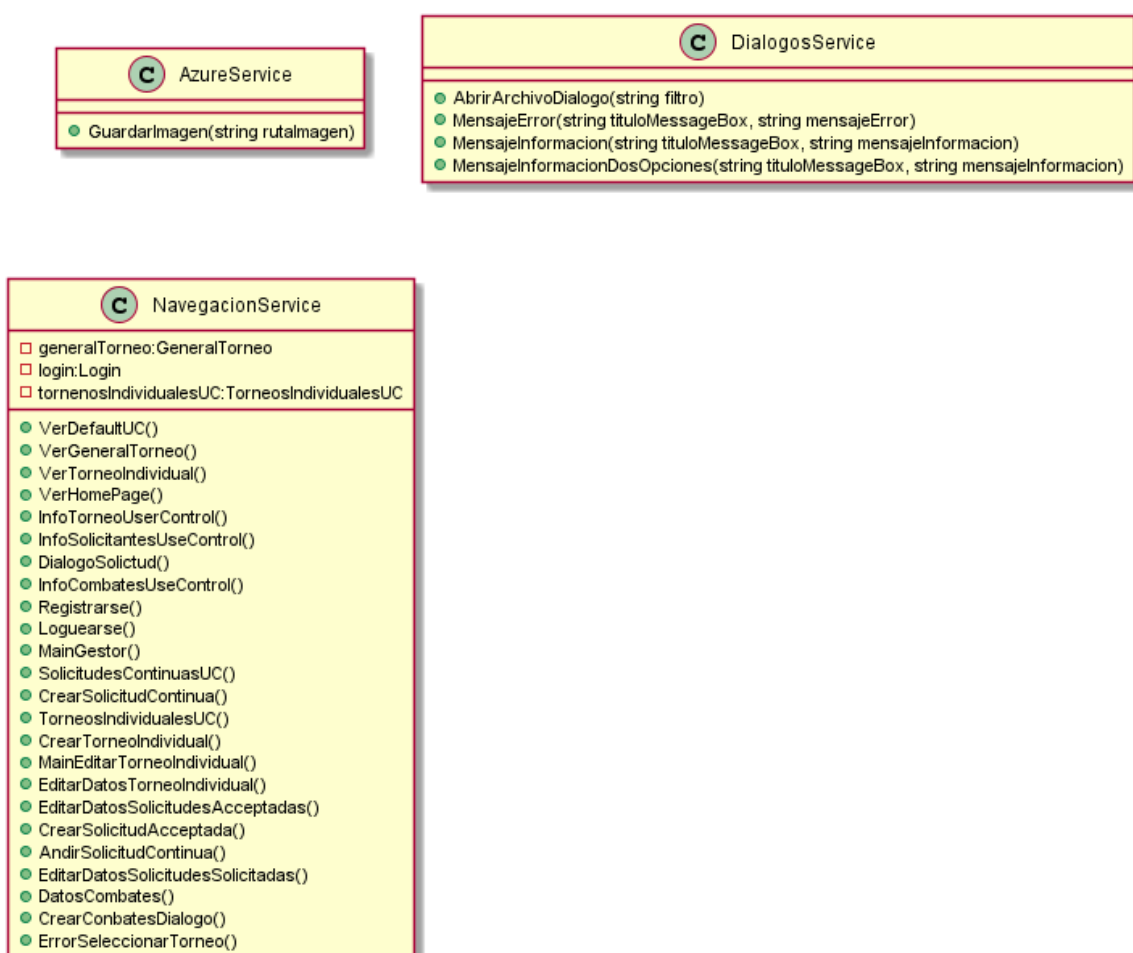 C AzureService
GuardarImagen(string rutaImagen)
C DialogosService
AbrirArchivoDialogo(string filtro)
MensajeError(string tituloMessageBox, string mensajeError)
MensajeInformacion(string tituloMessageBox, string mensajeInformacion)
MensajeInformacionDosOpciones(string tituloMessageBox, string mensajeInformacion)
C NavegacionService
generalTorneo:GeneralTorneo
login:Login
tornenosIndividualesUC:TorneosIndividualesUC
VerDefaultUC()
VerGeneralTorneo()
VerTorneoIndividual()
VerHomePage()
InfoTorneoUserControl()
InfoSolicitantesUseControl()
DialogoSolictud()
InfoCombatesUseControl()
Registrarse()
Loguearse()
MainGestor()
SolicitudesContinuasUC()
CrearSolicitudContinua()
TorneosIndividualesUC()
CrearTorneoIndividual()
MainEditarTorneoIndividual()
EditarDatosTorneoIndividual()
EditarDatosSolicitudesAcceptadas()
CrearSolicitudAcceptada()
AndirSolicitudContinua()
EditarDatosSolicitudesSolicitadas()
DatosCombates()
CrearConbatesDialogo()
ErrorSeleccionarTorneo()